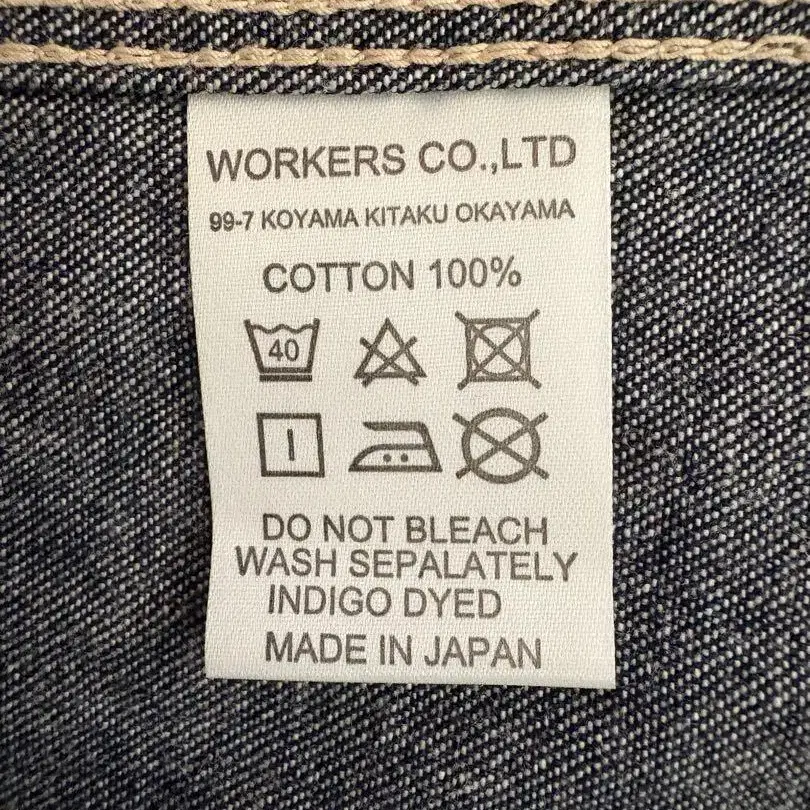 WORKERS CO.,LTD
99-7 KOYAMA KITAKU OKAYAMA
COTTON 100%
40
DO NOT BLEACH
WASH SEPALATELY
INDIGO DYED
MADE IN JAPAN